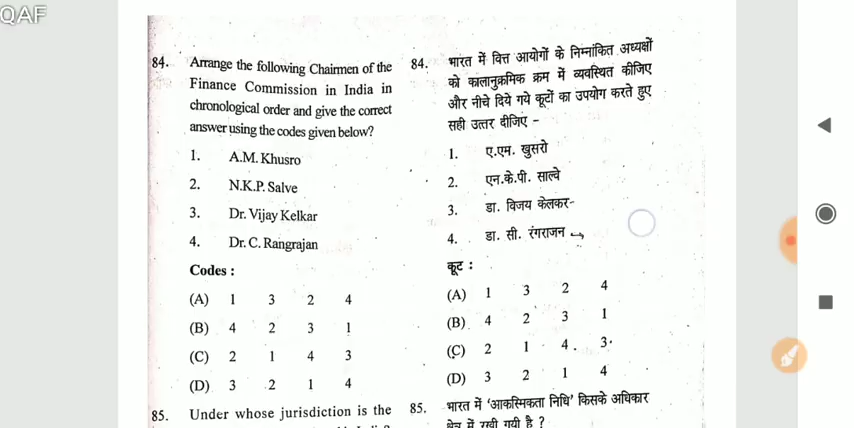 QAF
84. Arrange the following Chairmen of the
Finance Commission in India in
chronological order and give the correct
answer using the codes given below?
1. A.M. Khusro
2. N.K.P. Salve
3. Dr. Vijay Kelkar
4. Dr. C. Rangrajan
Codes :
(A) 1 3 2 4
(B) 4 2 3 1
(C) 2 1 4 3
(D) 3 2 1 4
85. Under whose jurisdiction is the
84. भारत में वित्त आयोगों के निम्नांकित अध्यक्षों
को कालानुक्रमिक क्रम में व्यवस्थित कीजिए
और नीचे दिये गये कूटों का उपयोग करते हुए
सही उत्तर दीजिए -
1. ए.एम. खुसरो
2. एन.के.पी. साल्वे
3. डा. विजय केलकर
4. डा. सी. रंगराजन
कूट :
(A) 1 3 2 4
(B) 4 2 3 1
(C) 2 1 4 3
(D) 3 2 1 4
85. भारत में 'आकस्मिकता निधि' किसके अधिकार
क्षेत्र में रखी गयी है ?